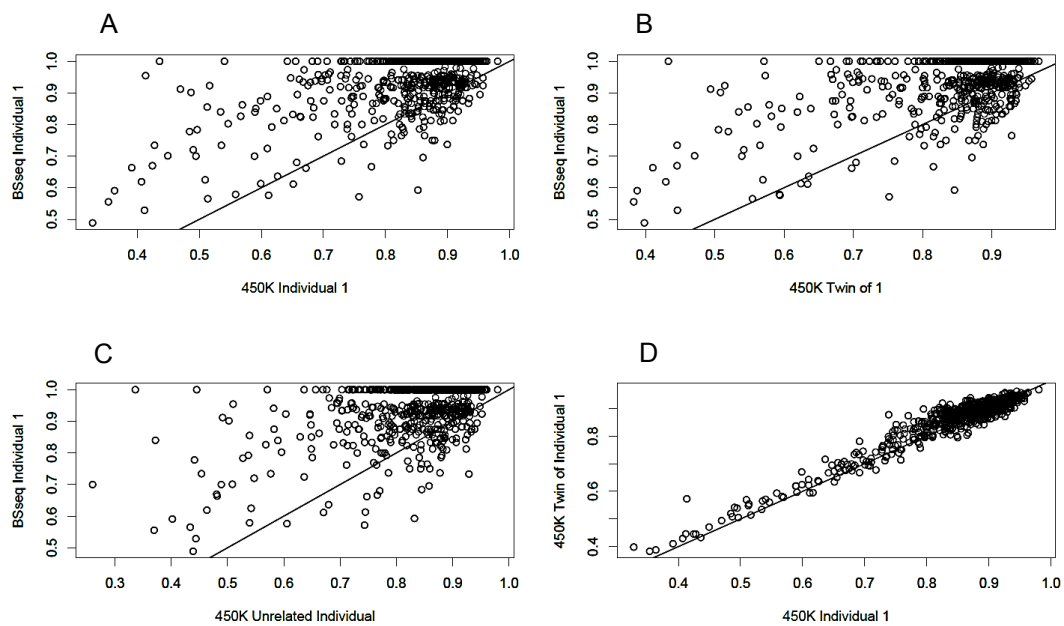 A
B
1.0
0.9
0.8
0.7
0.6
0.5
BSseq Individual 1
0.4 0.5 0.6 0.7 0.8 0.9 1.0
450K Individual 1
1.0
0.9
0.8
0.7
0.6
0.5
BSseq Individual 1
0.4 0.5 0.6 0.7 0.8 0.9
450K Twin of 1
C
D
1.0
0.9
0.8
0.7
0.6
0.5
BSseq Individual 1
0.3 0.4 0.5 0.6 0.7 0.8 0.9 1.0
450K Unrelated Individual
0.8
0.6
0.4
450K Twin of Individual 1
0.4 0.5 0.6 0.7 0.8 0.9 1.0
450K Individual 1